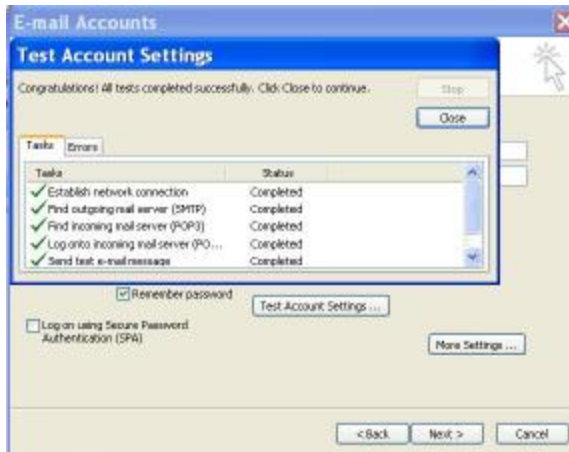 E-mail Accounts
Test Account Settings
Congratulations! All tests completed successfully. Click Close to continue.
Stop
Close
Tasks Errors
Tasks Status
Establish network connection Completed
Find outgoing mail server (SMTP) Completed
Find incoming mail server (POP3) Completed
Log onto incoming mail server (PO... Completed
Send test e-mail message Completed
Remember password
Test Account Settings ...
Log on using Secure Password
Authentication (SPA)
More Settings ...
< Back Next > Cancel